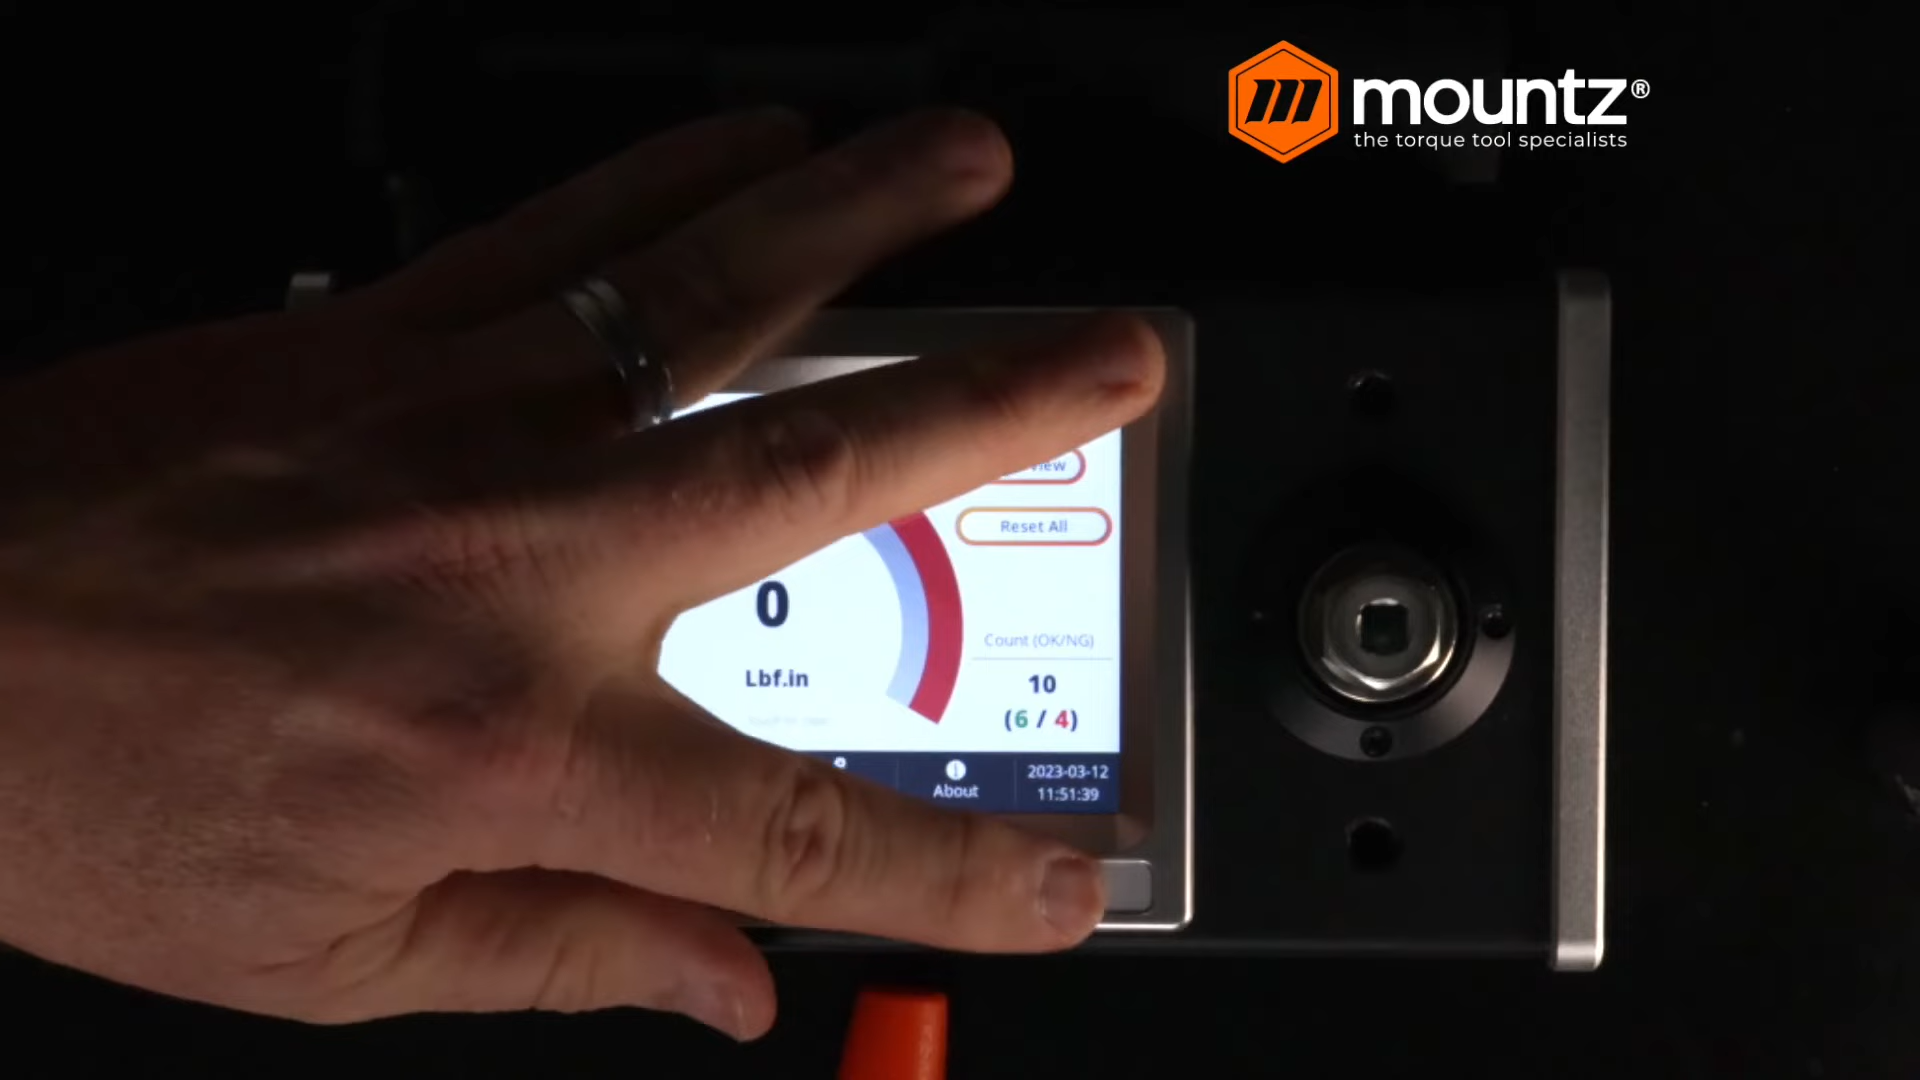 mountz®
the torque tool specialists
Reset All
0
Lbf.in
Count (OK/NG)
10
(6 / 4)
About
2023-03-12
11:51:39